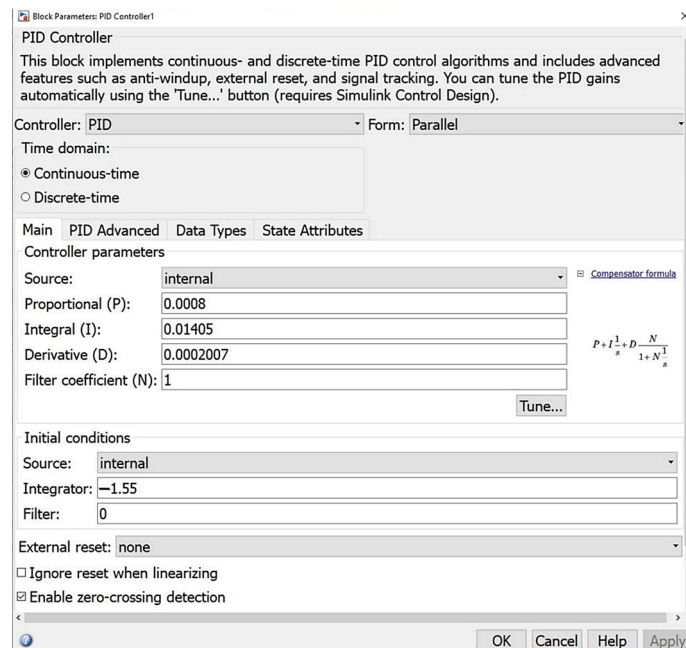 Block Parameters: PID Controller1
PID Controller
This block implements continuous- and discrete-time PID control algorithms and includes advanced
features such as anti-windup, external reset, and signal tracking. You can tune the PID gains
automatically using the 'Tune...' button (requires Simulink Control Design).
Controller: PID Form: Parallel
Time domain:
Continuous-time
Discrete-time
Main PID Advanced Data Types State Attributes
Controller parameters
Source: internal Compensator formula
Proportional (P): 0.0008
Integral (I): 0.01405
Derivative (D): 0.0002007
Filter coefficient (N): 1
P+I 1/s +D N/(1+N 1/s)
Tune...
Initial conditions
Source: internal
Integrator: −1.55
Filter: 0
External reset: none
Ignore reset when linearizing
Enable zero-crossing detection
OK Cancel Help Apply